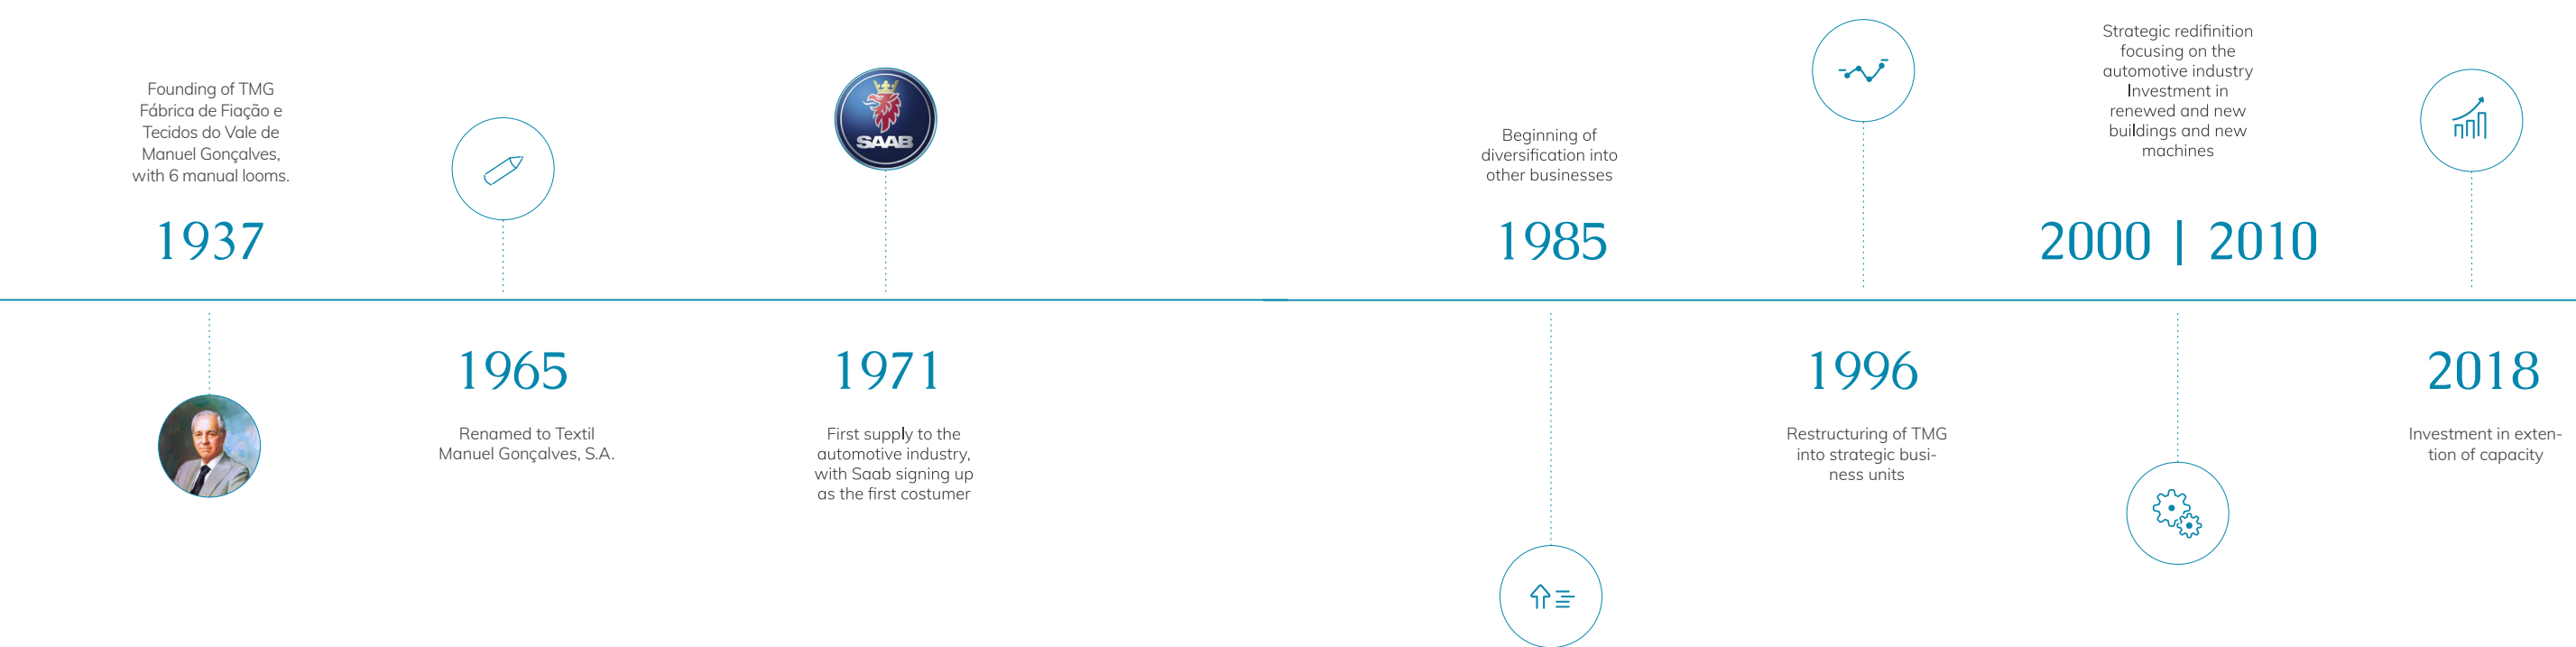 Founding of TMG
Fábrica de Fiação e
Tecidos do Vale de
Manuel Gonçalves,
with 6 manual looms.
1937
1965
Renamed to Textil
Manuel Gonçalves, S.A.
SAAB
1971
First supply to the
automotive industry,
with Saab signing up
as the first costumer
Beginning of
diversification into
other businesses
1985
1996
Restructuring of TMG
into strategic busi-
ness units
Strategic redifinition
focusing on the
automotive industry
Investment in
renewed and new
buildings and new
machines
2000 | 2010
2018
Investment in exten-
tion of capacity